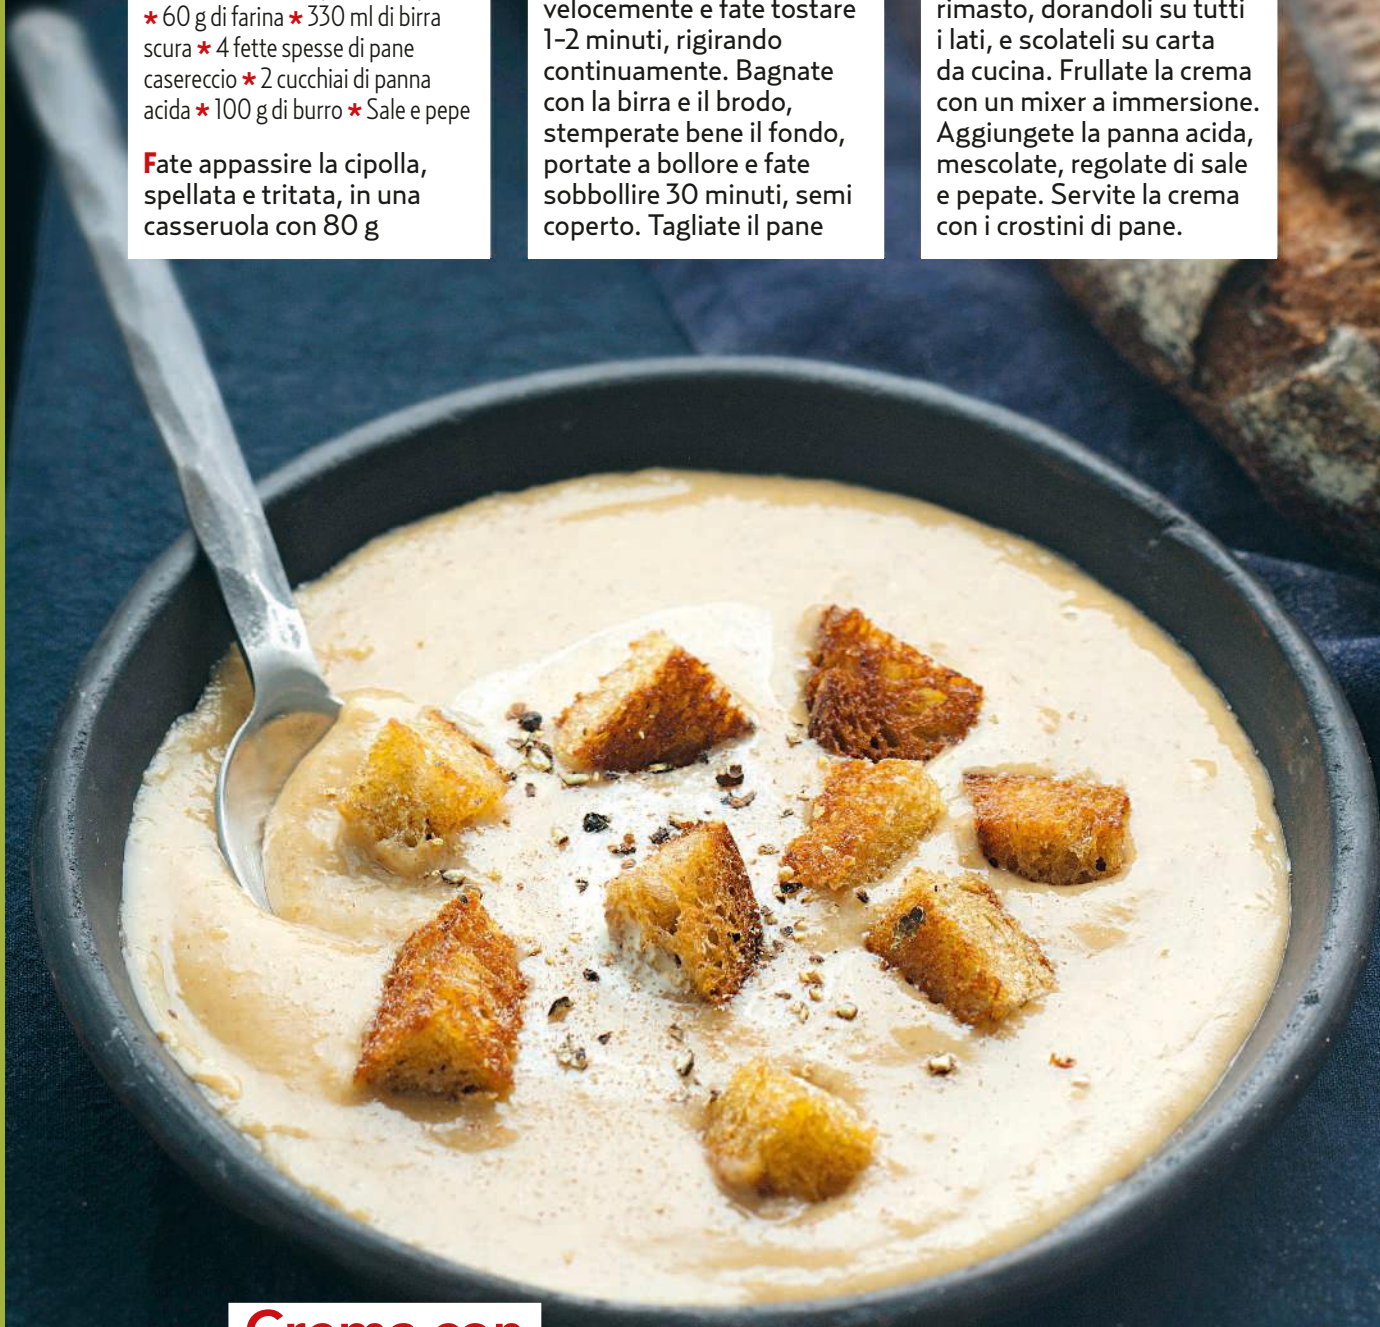 * 60 g di farina * 330 ml di birra
scura * 4 fette spesse di pane
casereccio * 2 cucchiai di panna
acida * 100 g di burro * Sale e pepe
Fate appassire la cipolla,
spellata e tritata, in una
casseruola con 80 g
velocemente e fate tostare
1-2 minuti, rigirando
continuamente. Bagnate
con la birra e il brodo,
stemperate bene il fondo,
portate a bollore e fate
sobbollire 30 minuti, semi
coperto. Tagliate il pane
rimasto, dorandoli su tutti
i lati, e scolateli su carta
da cucina. Frullate la crema
con un mixer a immersione.
Aggiungete la panna acida,
mescolate, regolate di sale
e pepate. Servite la crema
con i crostini di pane.
Crema con